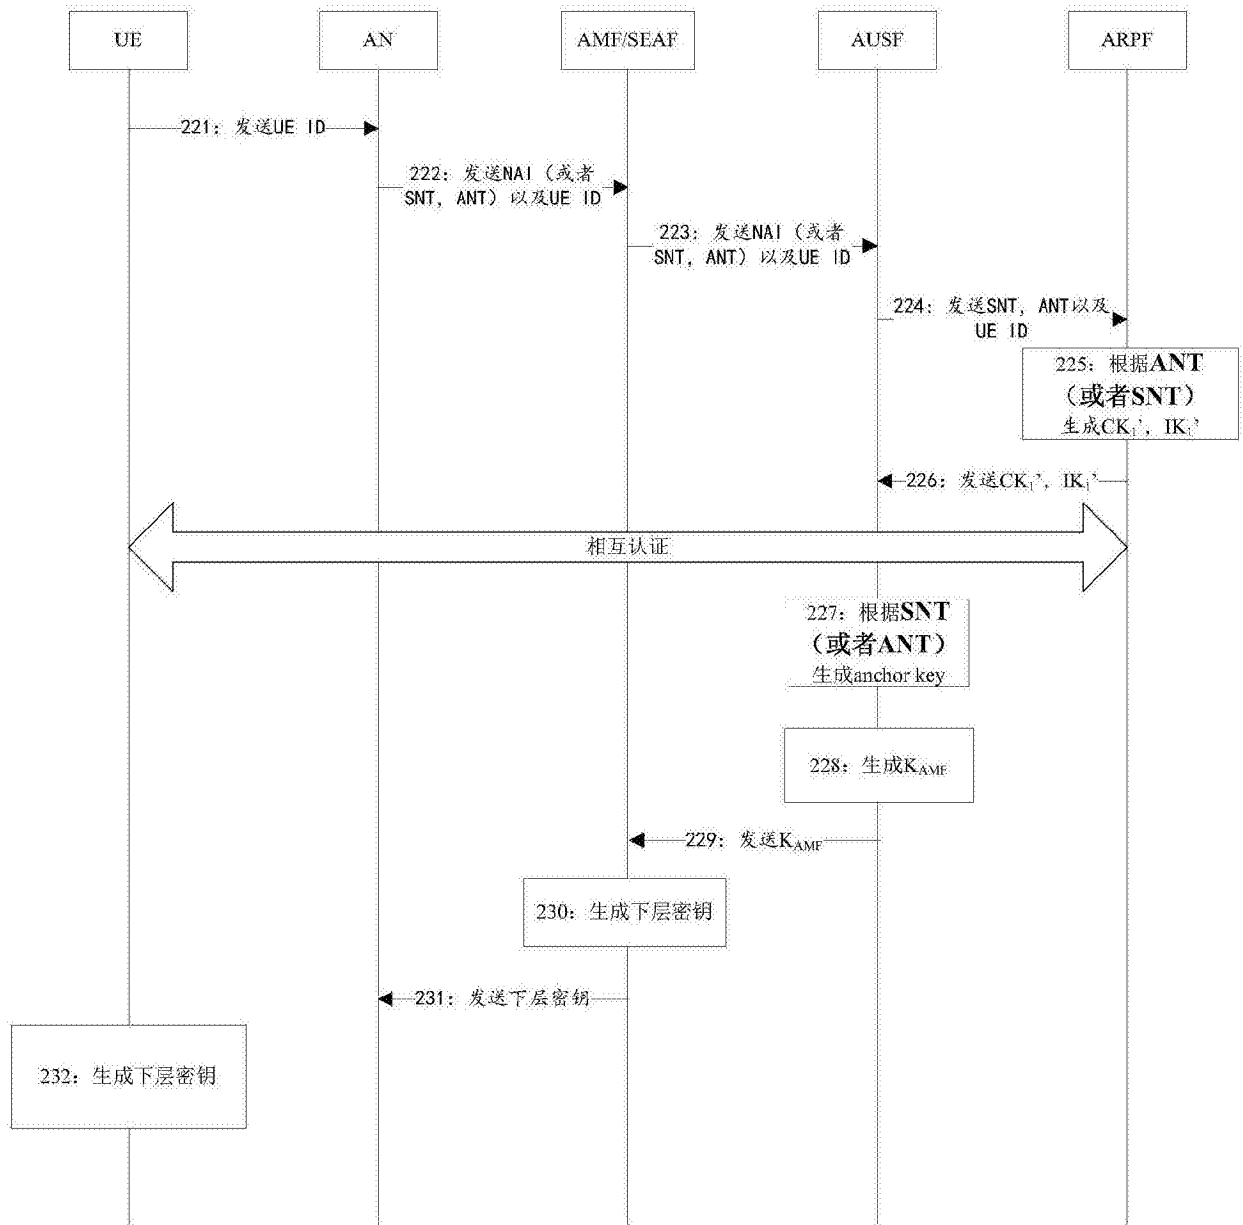 UE
AN
AMF/SEAF
AUSF
ARPF
221：发送UE ID
222：发送NAI（或者
SNT，ANT）以及UE ID
223：发送NAI（或者
SNT，ANT）以及UE ID
224：发送SNT，ANT以及
UE ID
225：根据ANT
（或者SNT）
生成CK₁’，IK₁’
226：发送CK₁’，IK₁’
相互认证
227：根据SNT
（或者ANT）
生成anchor key
228：生成K_AMF
229：发送K_AMF
230：生成下层密钥
231：发送下层密钥
232：生成下层密钥